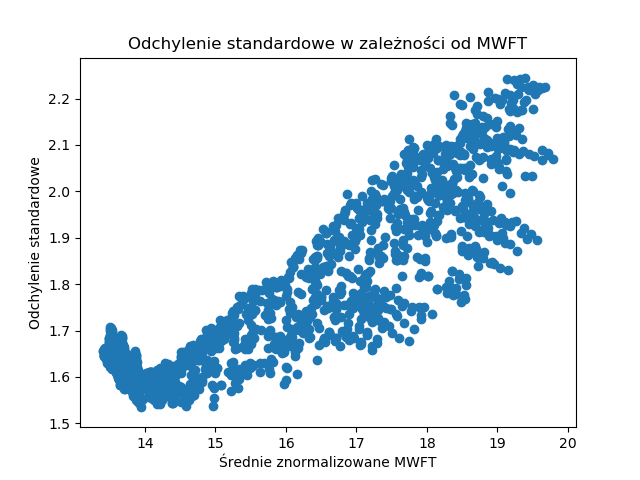 Odchylenie standardowe w zależności od MWFT
2.2
2.1
2.0
1.9
1.8
1.7
1.6
1.5
Odchylenie standardowe
14 15 16 17 18 19 20
Średnie znormalizowane MWFT